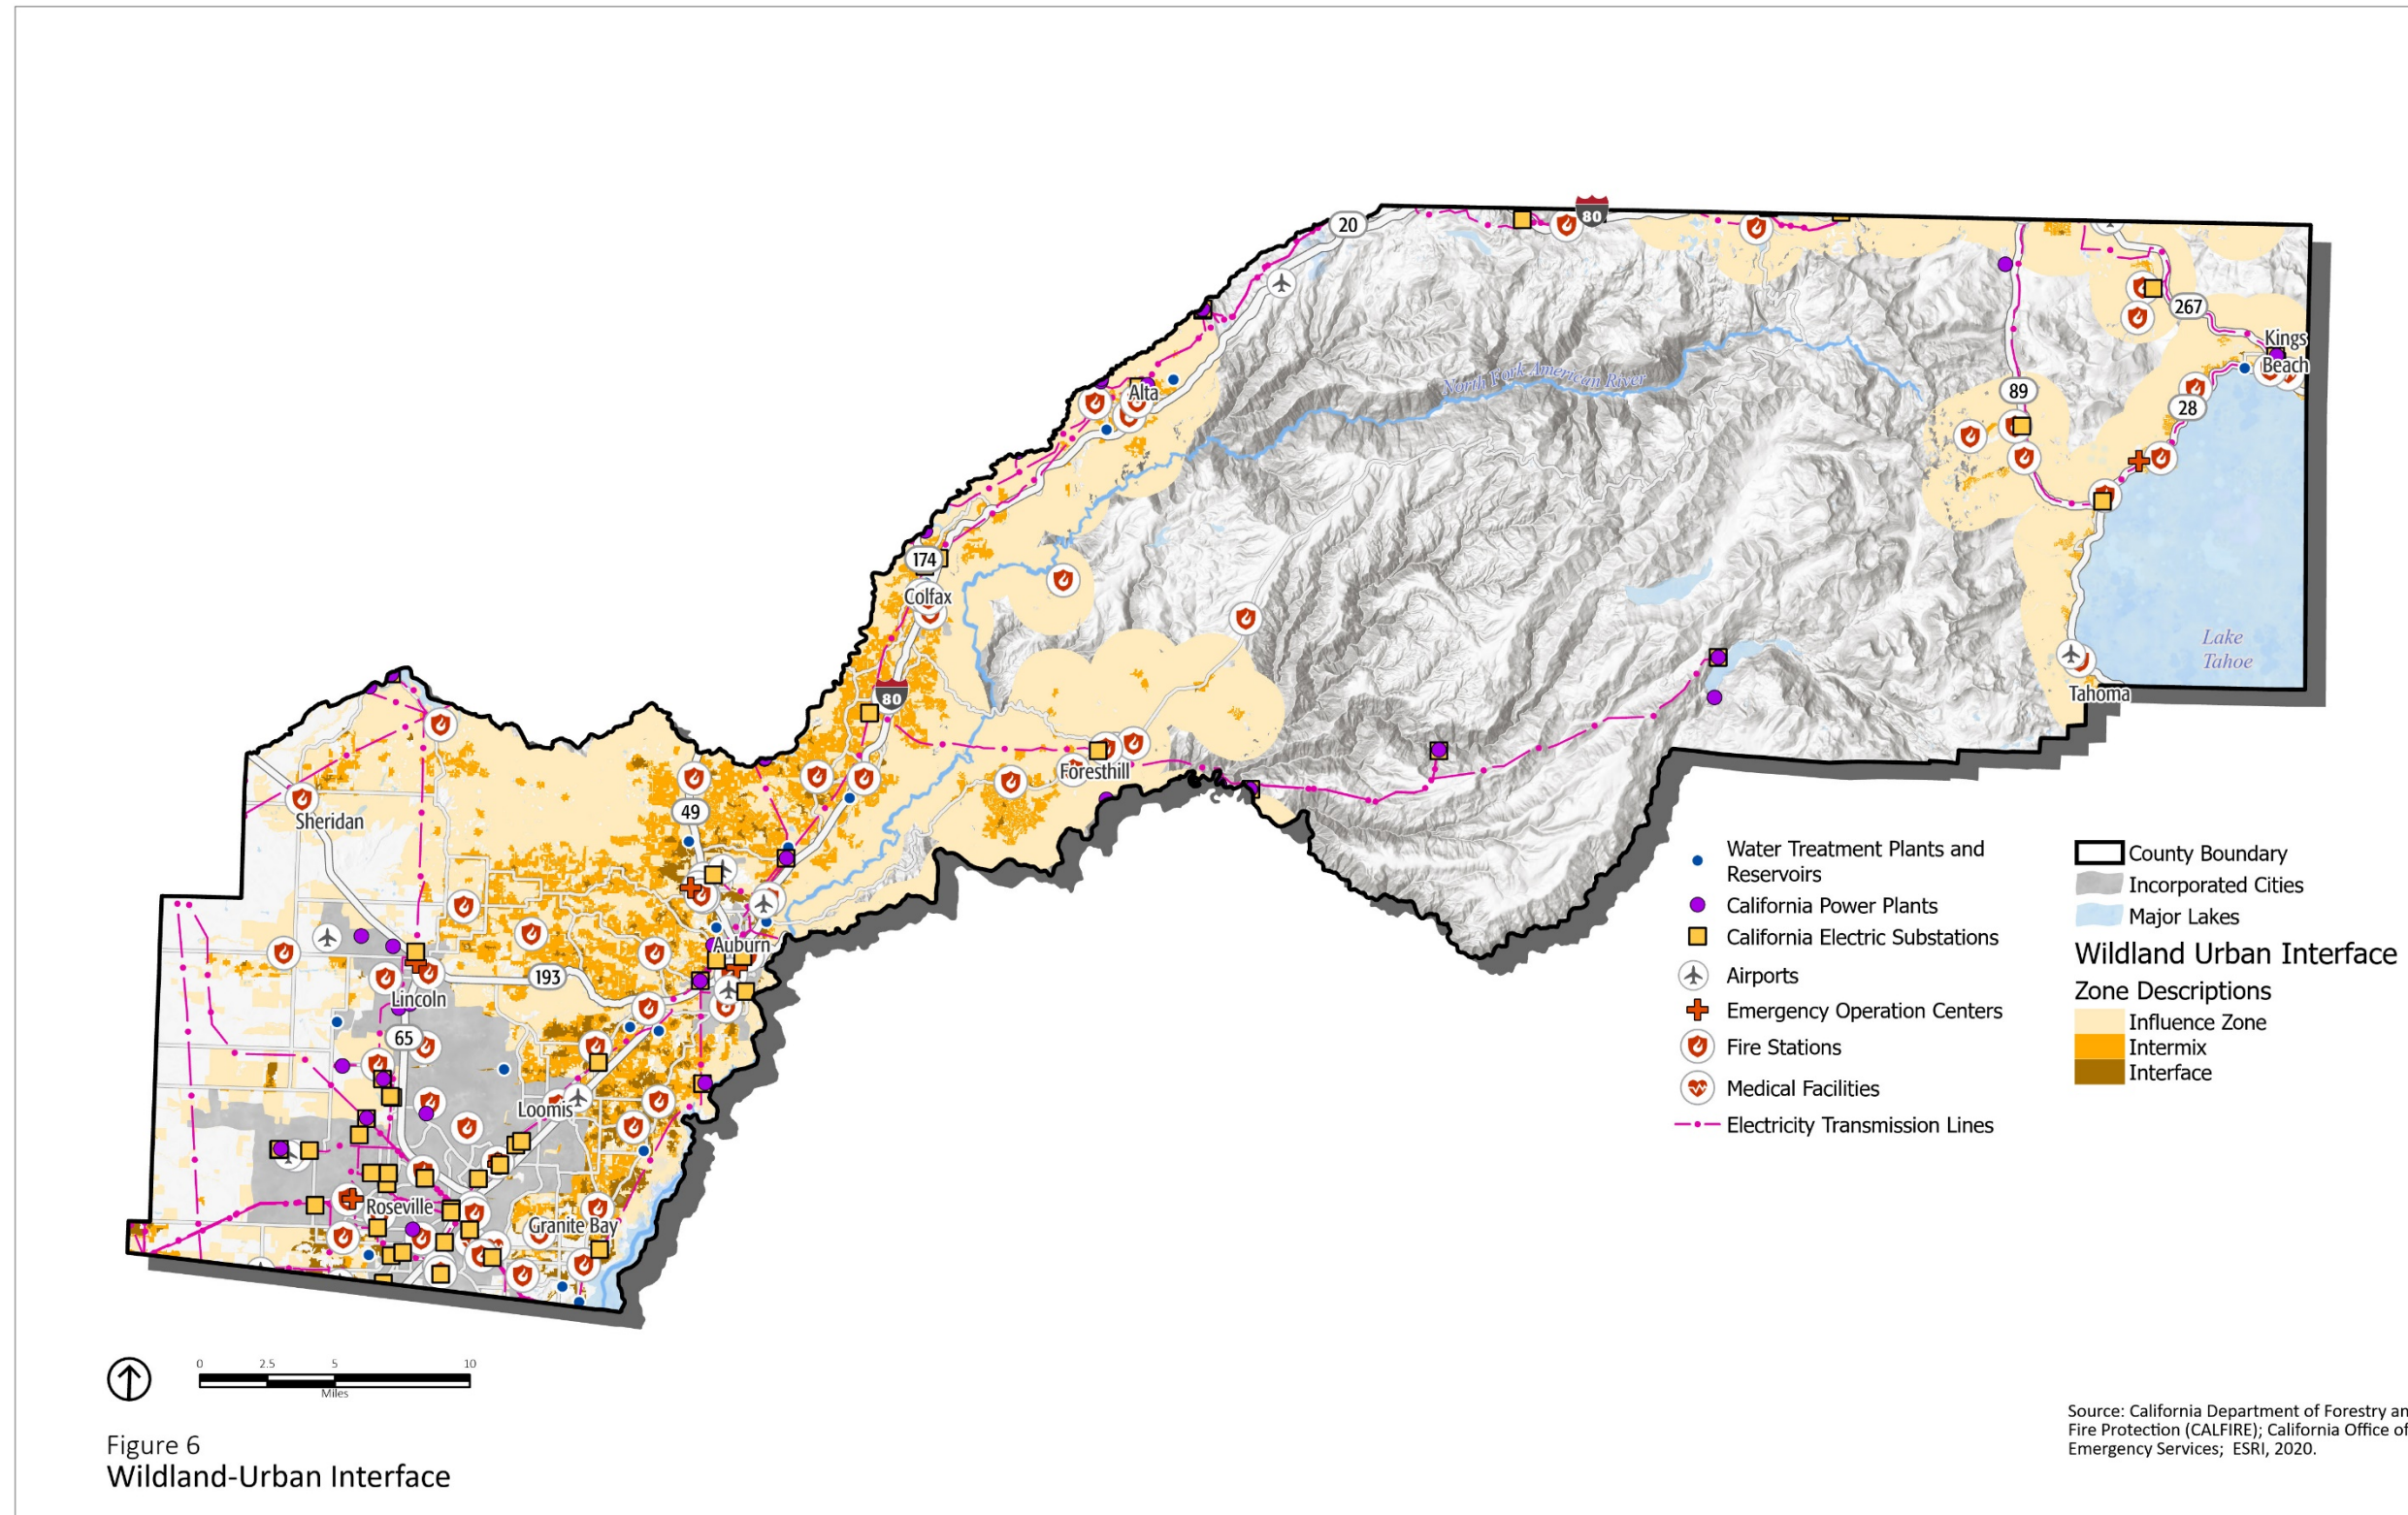 20
80
267
Kings
Beach
North Fork American River
Alta
89
28
174
Colfax
Lake
Tahoe
80
Tahoma
Foresthill
49
Sheridan
Auburn
193
Lincoln
65
Loomis
Roseville
Granite Bay
Water Treatment Plants and
Reservoirs
California Power Plants
California Electric Substations
Airports
Emergency Operation Centers
Fire Stations
Medical Facilities
Electricity Transmission Lines
County Boundary
Incorporated Cities
Major Lakes
Wildland Urban Interface
Zone Descriptions
Influence Zone
Intermix
Interface
0 2.5 5 10
Miles
Figure 6
Wildland-Urban Interface
Source: California Department of Forestry an
Fire Protection (CALFIRE); California Office of
Emergency Services; ESRI, 2020.